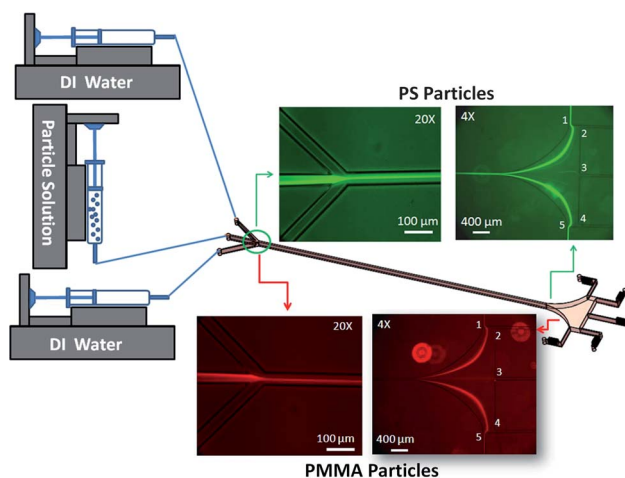 DI Water
Particle Solution
DI Water
PS Particles
20X
100 µm
4X
1
2
3
4
5
400 µm
20X
100 µm
4X
1
2
3
4
5
400 µm
PMMA Particles